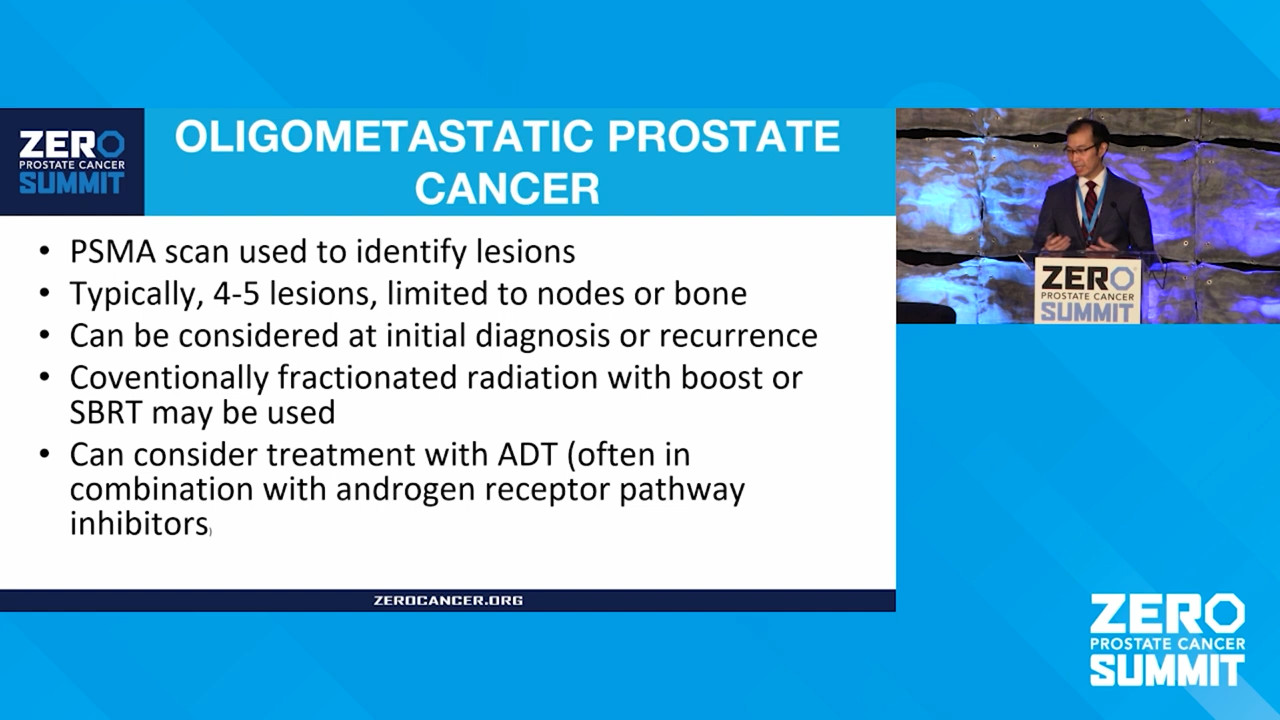 ZERO
PROSTATE CANCER
SUMMIT
OLIGOMETASTATIC PROSTATE
CANCER
• PSMA scan used to identify lesions
• Typically, 4-5 lesions, limited to nodes or bone
• Can be considered at initial diagnosis or recurrence
• Coventionally fractionated radiation with boost or
SBRT may be used
• Can consider treatment with ADT (often in
combination with androgen receptor pathway
inhibitors)
ZEROCANCER.ORG
ZERO
PROSTATE CANCER
SUMMIT
ZERO
PROSTATE CANCER
SUMMIT